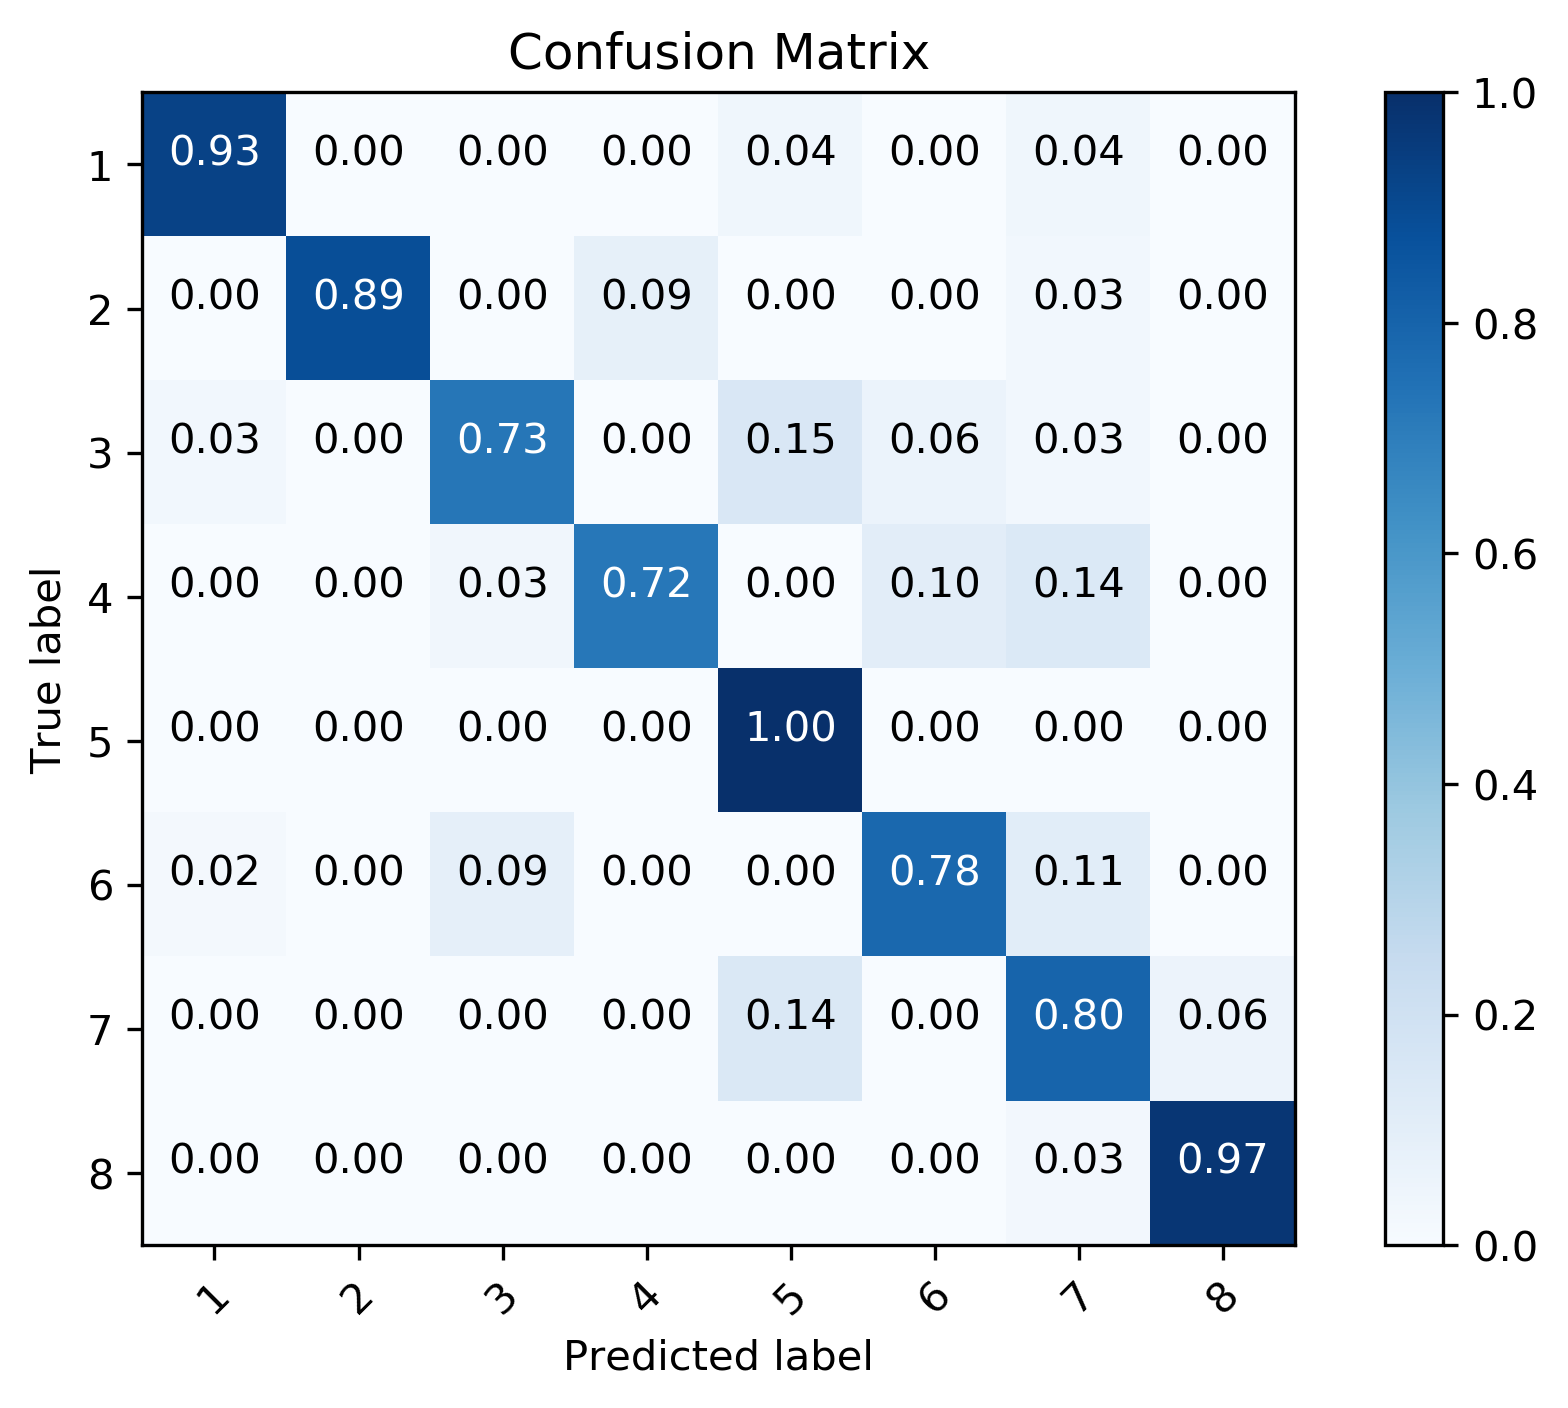 Confusion Matrix
1 0.93 0.00 0.00 0.00 0.04 0.00 0.04 0.00
2 0.00 0.89 0.00 0.09 0.00 0.00 0.03 0.00
3 0.03 0.00 0.73 0.00 0.15 0.06 0.03 0.00
4 0.00 0.00 0.03 0.72 0.00 0.10 0.14 0.00
5 0.00 0.00 0.00 0.00 1.00 0.00 0.00 0.00
6 0.02 0.00 0.09 0.00 0.00 0.78 0.11 0.00
7 0.00 0.00 0.00 0.00 0.14 0.00 0.80 0.06
8 0.00 0.00 0.00 0.00 0.00 0.00 0.03 0.97
1 2 3 4 5 6 7 8
Predicted label
True label
1.0
0.8
0.6
0.4
0.2
0.0